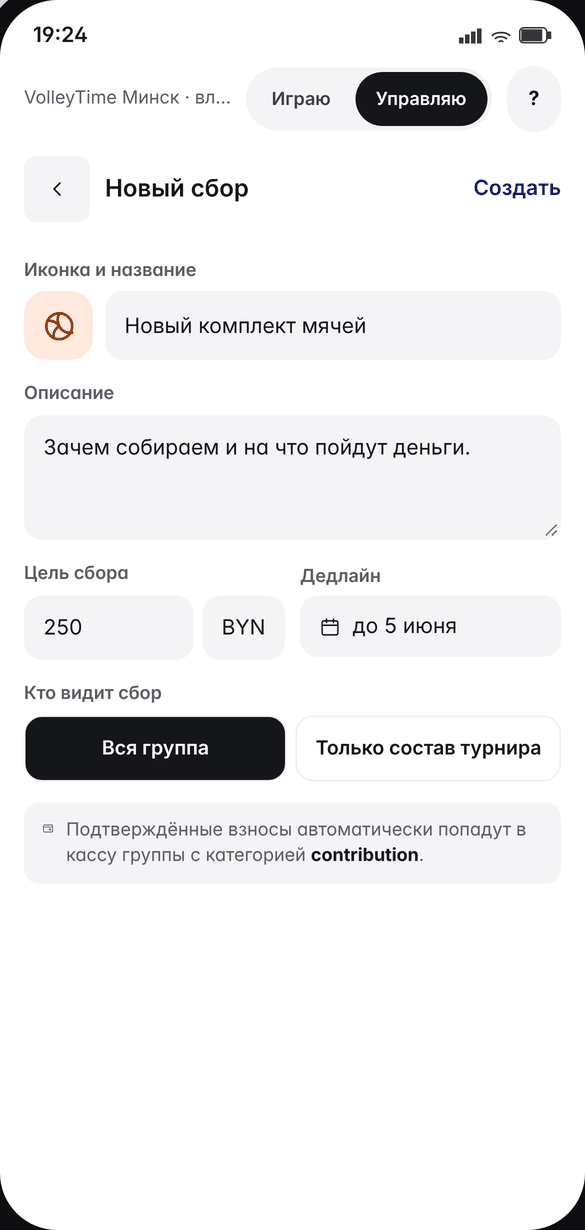 19:24
VolleyTime Минск · вл...
Играю
Управляю
?
Новый сбор
Создать
Иконка и название
Новый комплект мячей
Описание
Зачем собираем и на что пойдут деньги.
Цель сбора
Дедлайн
250
BYN
до 5 июня
Кто видит сбор
Вся группа
Только состав турнира
Подтверждённые взносы автоматически попадут в
кассу группы с категорией contribution.